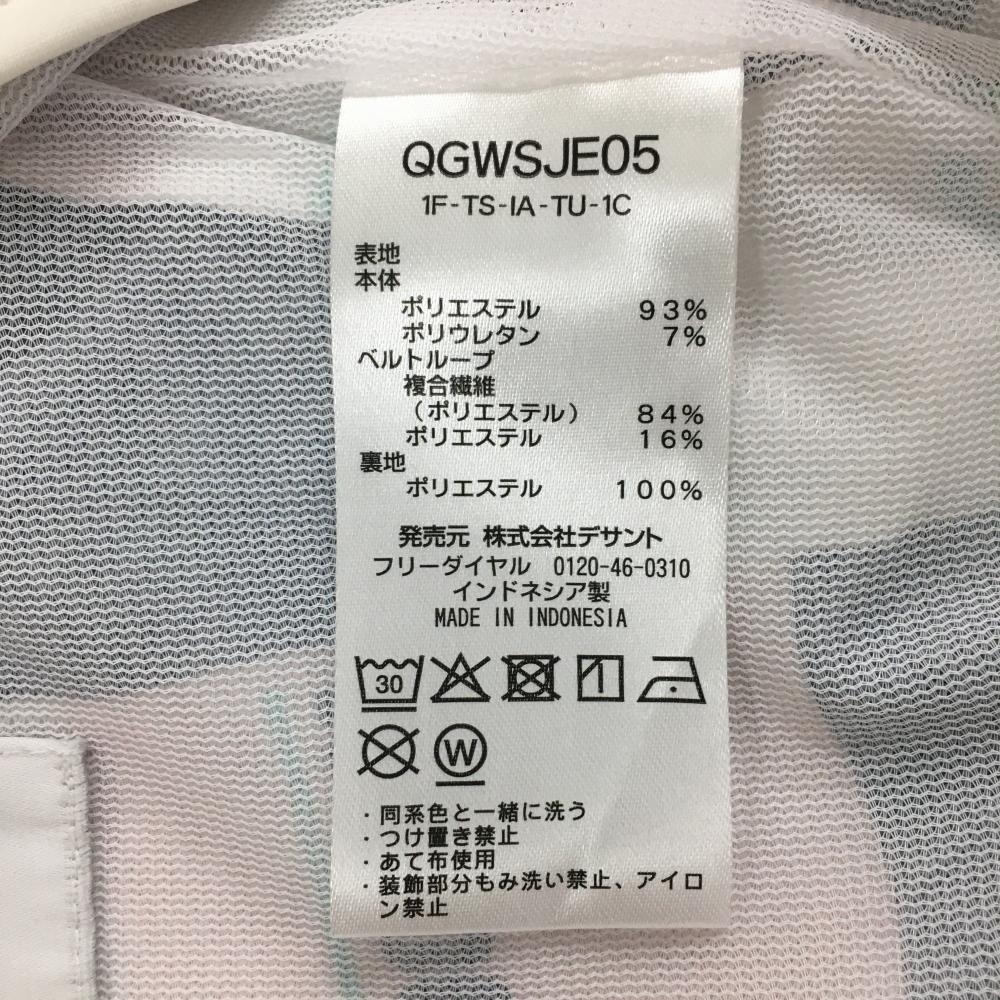 QGWSJE05
1F-TS-IA-TU-1C
表地
本体
ポリエステル 93%
ポリウレタン 7%
ベルトループ
複合繊維
（ポリエステル） 84%
ポリエステル 16%
裏地
ポリエステル 100%
発売元 株式会社デサント
フリーダイヤル 0120-46-0310
インドネシア製
MADE IN INDONESIA
30
W
・同系色と一緒に洗う
・つけ置き禁止
・あて布使用
・装飾部分もみ洗い禁止、アイロ
ン禁止